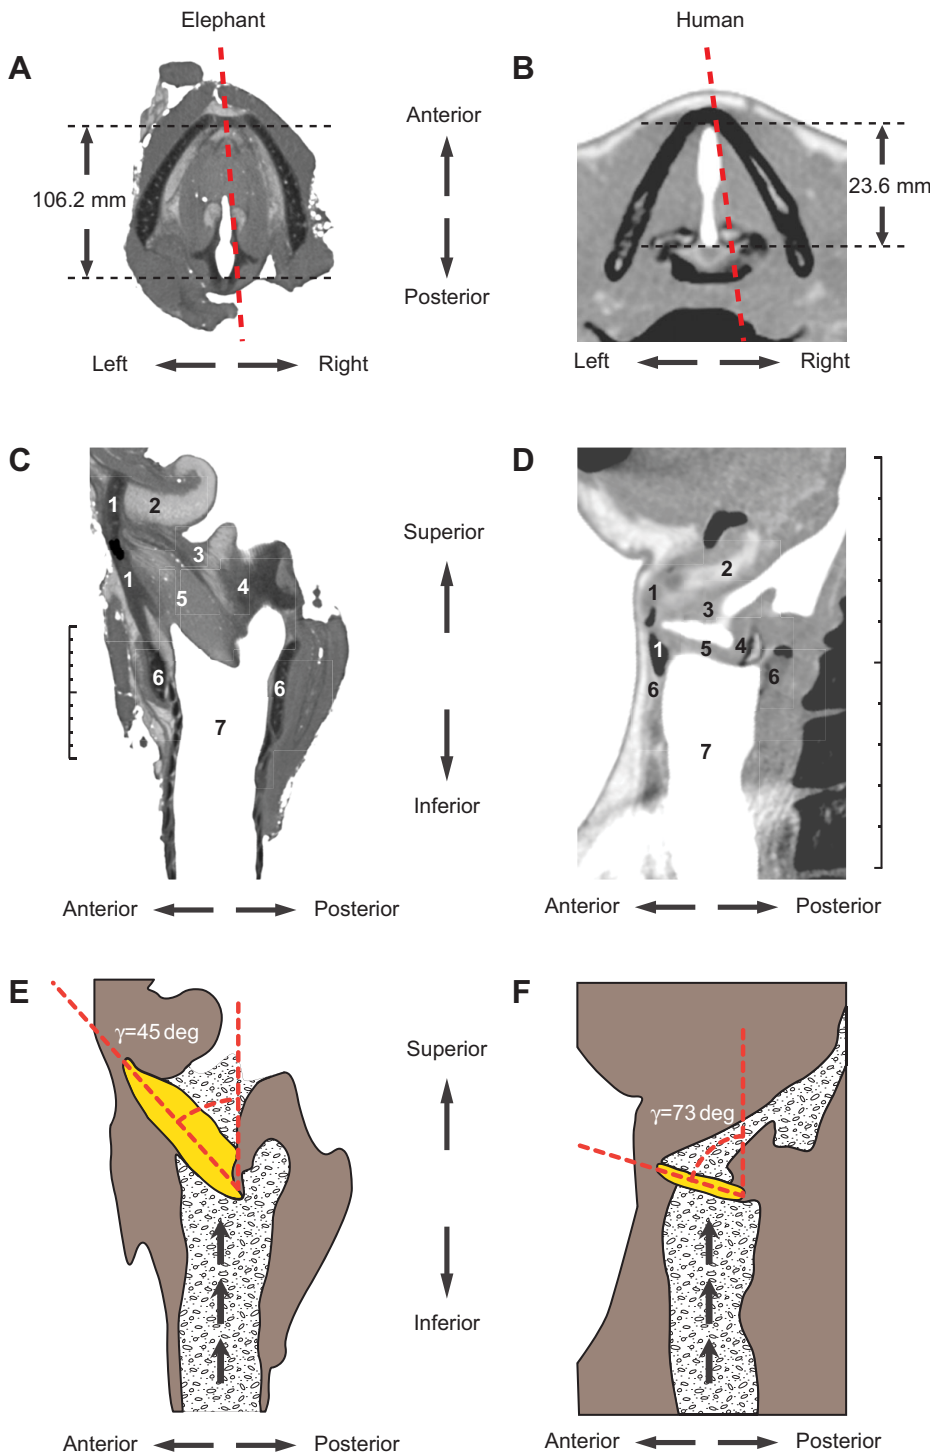 Elephant
Human
A
B
Anterior
106.2 mm
23.6 mm
Posterior
Left
Right
Left
Right
C
D
1
2
3
1
4
5
6
6
7
Superior
Inferior
2
1
3
1
5
4
6
6
7
Anterior
Posterior
Anterior
Posterior
E
F
γ=45 deg
γ=73 deg
Superior
Inferior
Anterior
Posterior
Anterior
Posterior